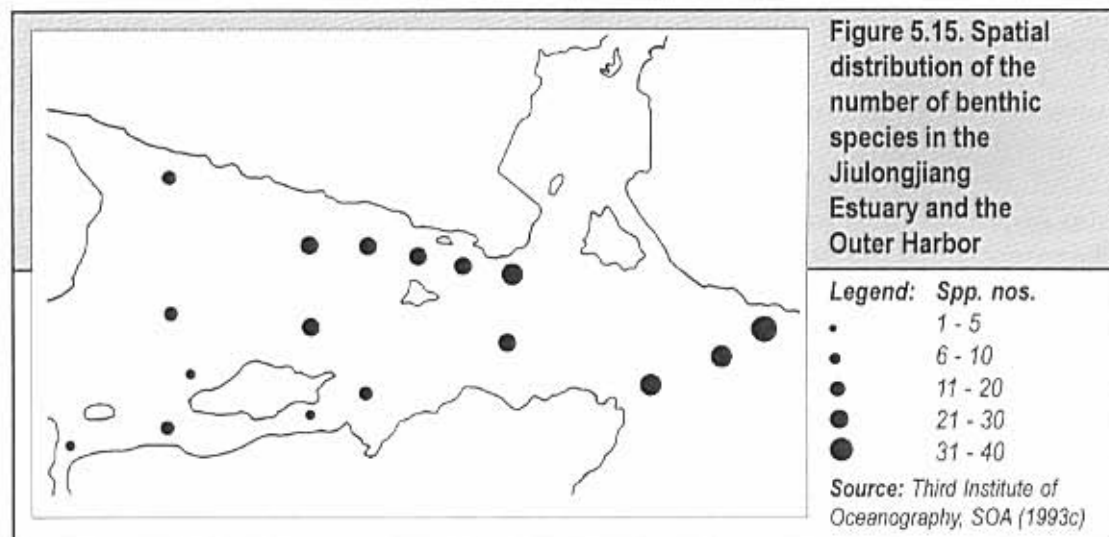 Figure 5.15. Spatial
distribution of the
number of benthic
species in the
Jiulongjiang
Estuary and the
Outer Harbor
Legend: Spp. nos.
1 - 5
6 - 10
11 - 20
21 - 30
31 - 40
Source: Third Institute of
Oceanography, SOA (1993c)